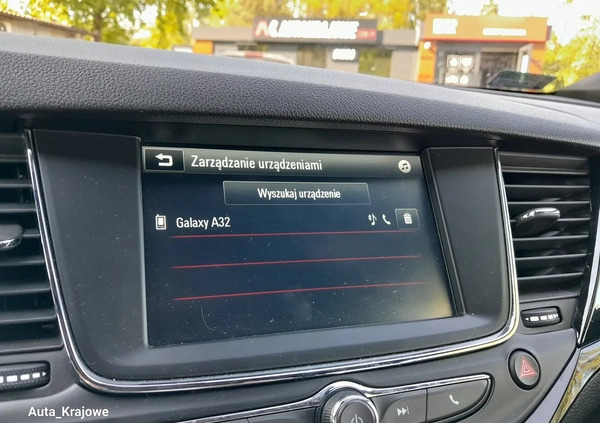 Zarządzanie urządzeniami
Wyszukaj urządzenie
Galaxy A32
Auta_Krajowe